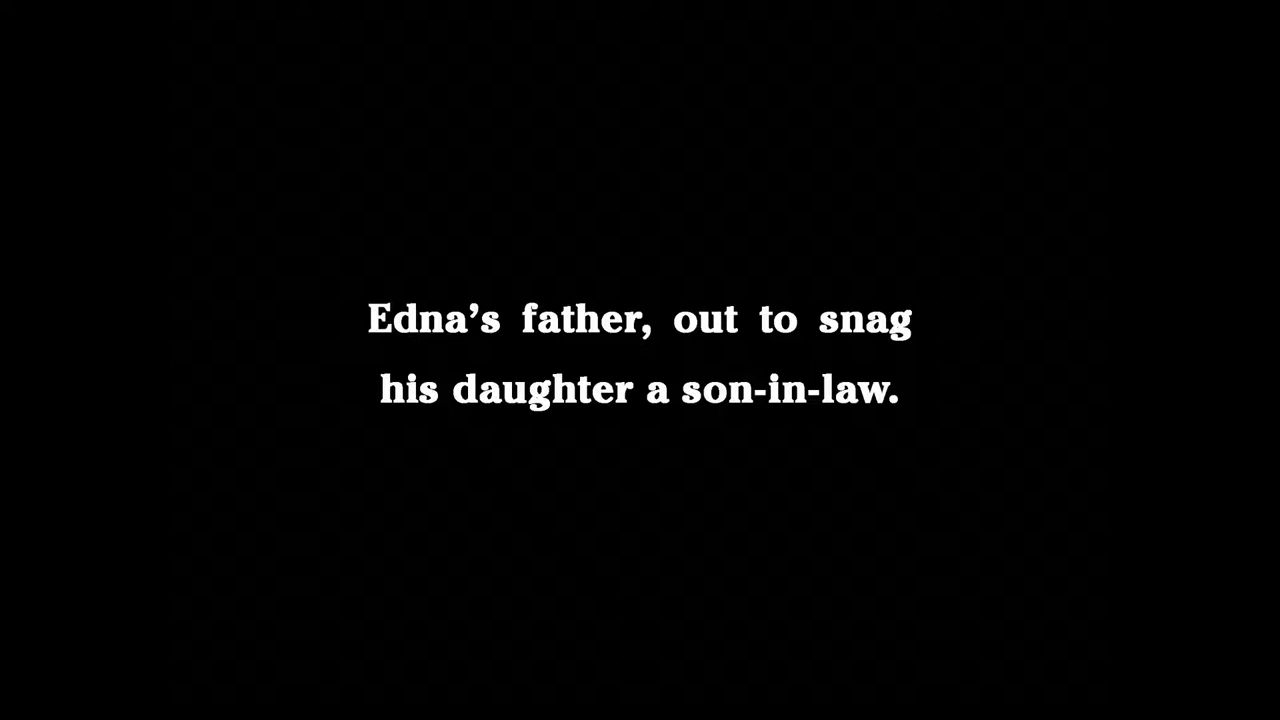 Edna’s father, out to snag
his daughter a son-in-law.